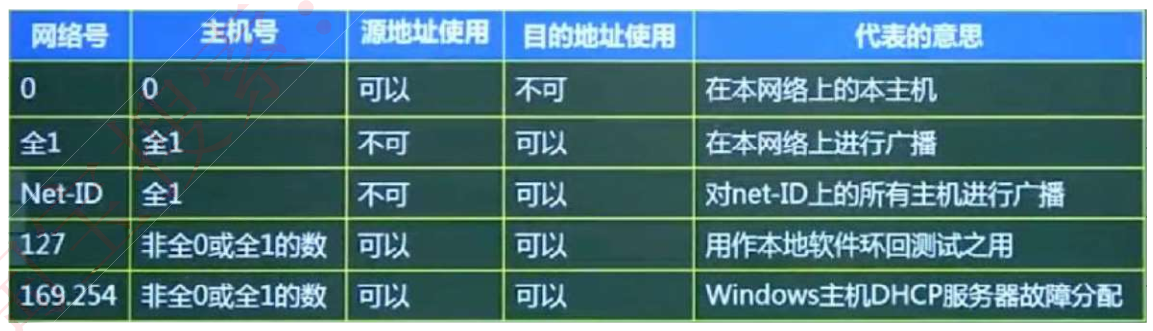 网络号 主机号 源地址使用 目的地址使用 代表的意思
0 0 可以 不可 在本网络上的本主机
全1 全1 不可 可以 在本网络上进行广播
Net-ID 全1 不可 可以 对net-ID上的所有主机进行广播
127 非全0或全1的数 可以 可以 用作本地软件环回测试之用
169.254 非全0或全1的数 可以 可以 Windows主机DHCP服务器故障分配